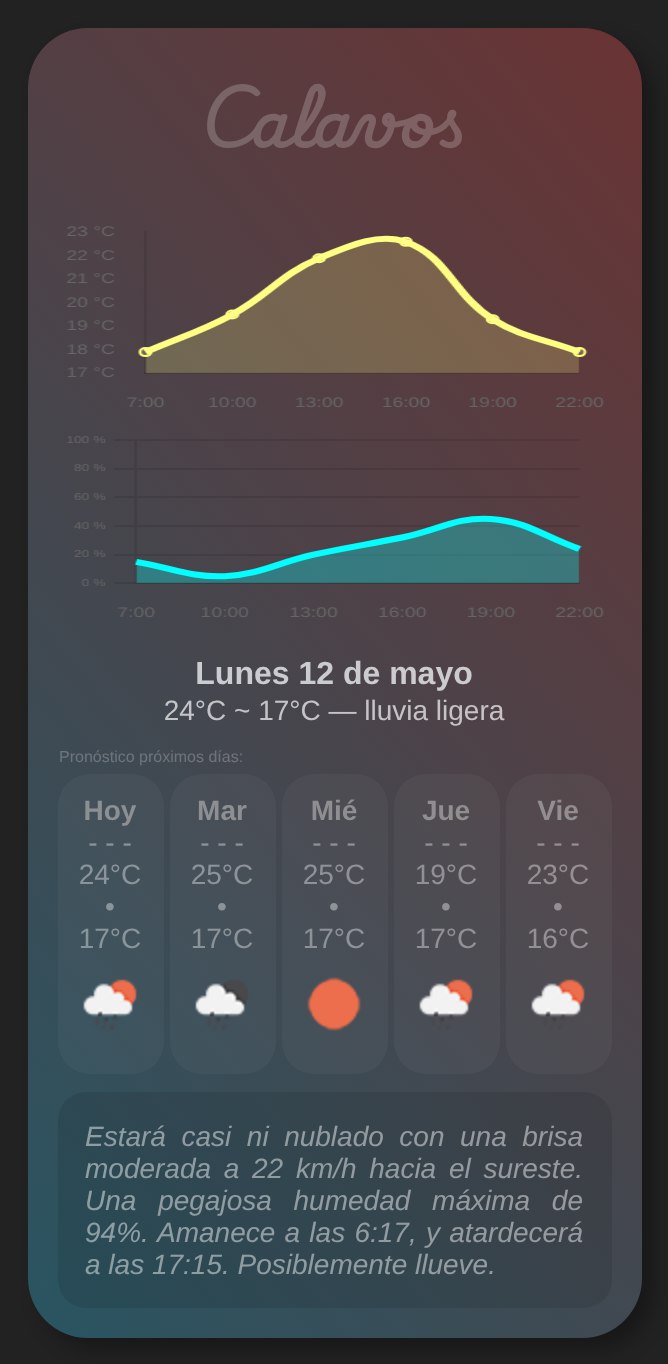 Calavos
23 °C
22 °C
21 °C
20 °C
19 °C
18 °C
17 °C
7:00 10:00 13:00 16:00 19:00 22:00
100 %
80 %
60 %
40 %
20 %
0 %
7:00 10:00 13:00 16:00 19:00 22:00
Lunes 12 de mayo
24°C ~ 17°C — lluvia ligera
Pronóstico próximos días:
Hoy Mar Mié Jue Vie
- - - - - - - - - - - - - - -
24°C 25°C 25°C 19°C 23°C
• • • • •
17°C 17°C 17°C 17°C 16°C
Estará casi ni nublado con una brisa
moderada a 22 km/h hacia el sureste.
Una pegajosa humedad máxima de
94%. Amanece a las 6:17, y atardecerá
a las 17:15. Posiblemente llueve.